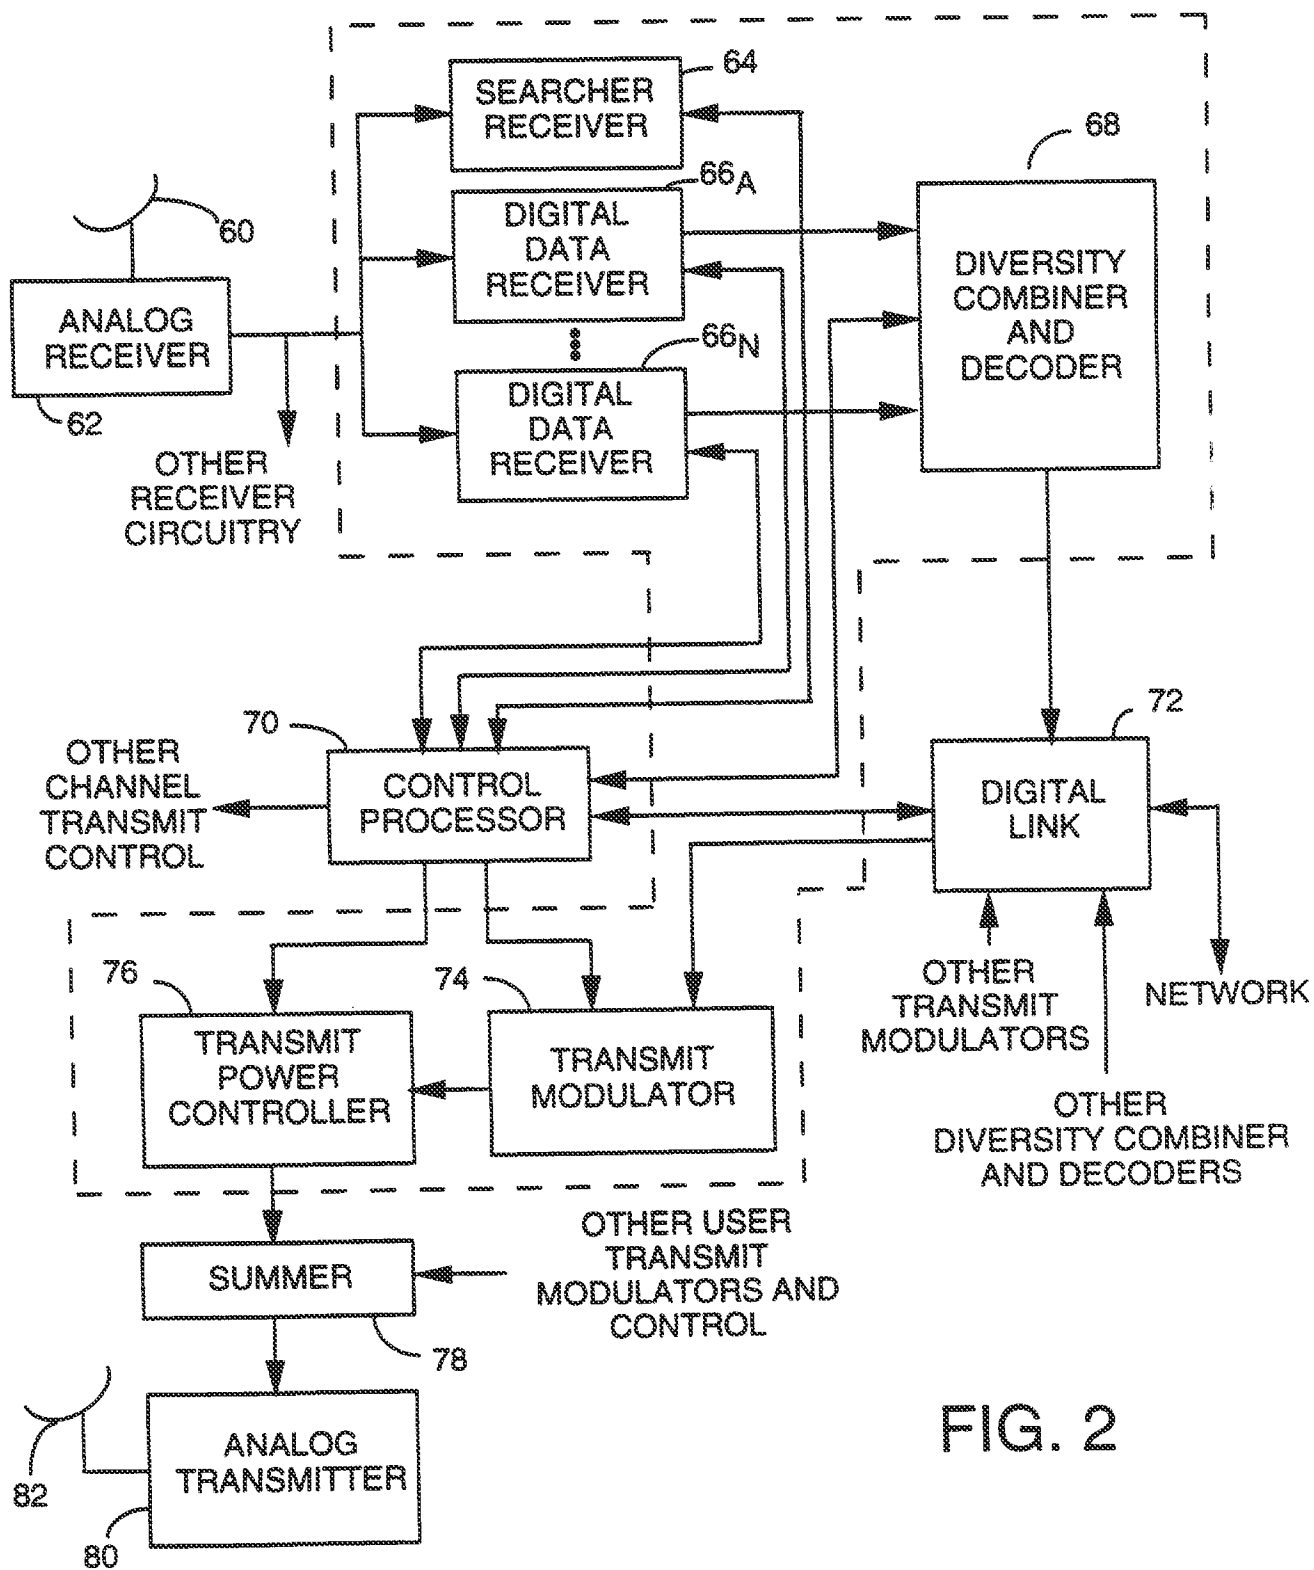 64
SEARCHER
RECEIVER
68
66A
60
DIGITAL
DATA
RECEIVER
DIVERSITY
COMBINER
AND
DECODER
ANALOG
RECEIVER
62
66N
DIGITAL
DATA
RECEIVER
OTHER
RECEIVER
CIRCUITRY
70
72
OTHER
CHANNEL
TRANSMIT
CONTROL
CONTROL
PROCESSOR
DIGITAL
LINK
76
74
OTHER
TRANSMIT
MODULATORS
NETWORK
TRANSMIT
POWER
CONTROLLER
TRANSMIT
MODULATOR
OTHER
DIVERSITY COMBINER
AND DECODERS
SUMMER
OTHER USER
TRANSMIT
MODULATORS AND
CONTROL
78
82
ANALOG
TRANSMITTER
80
FIG. 2